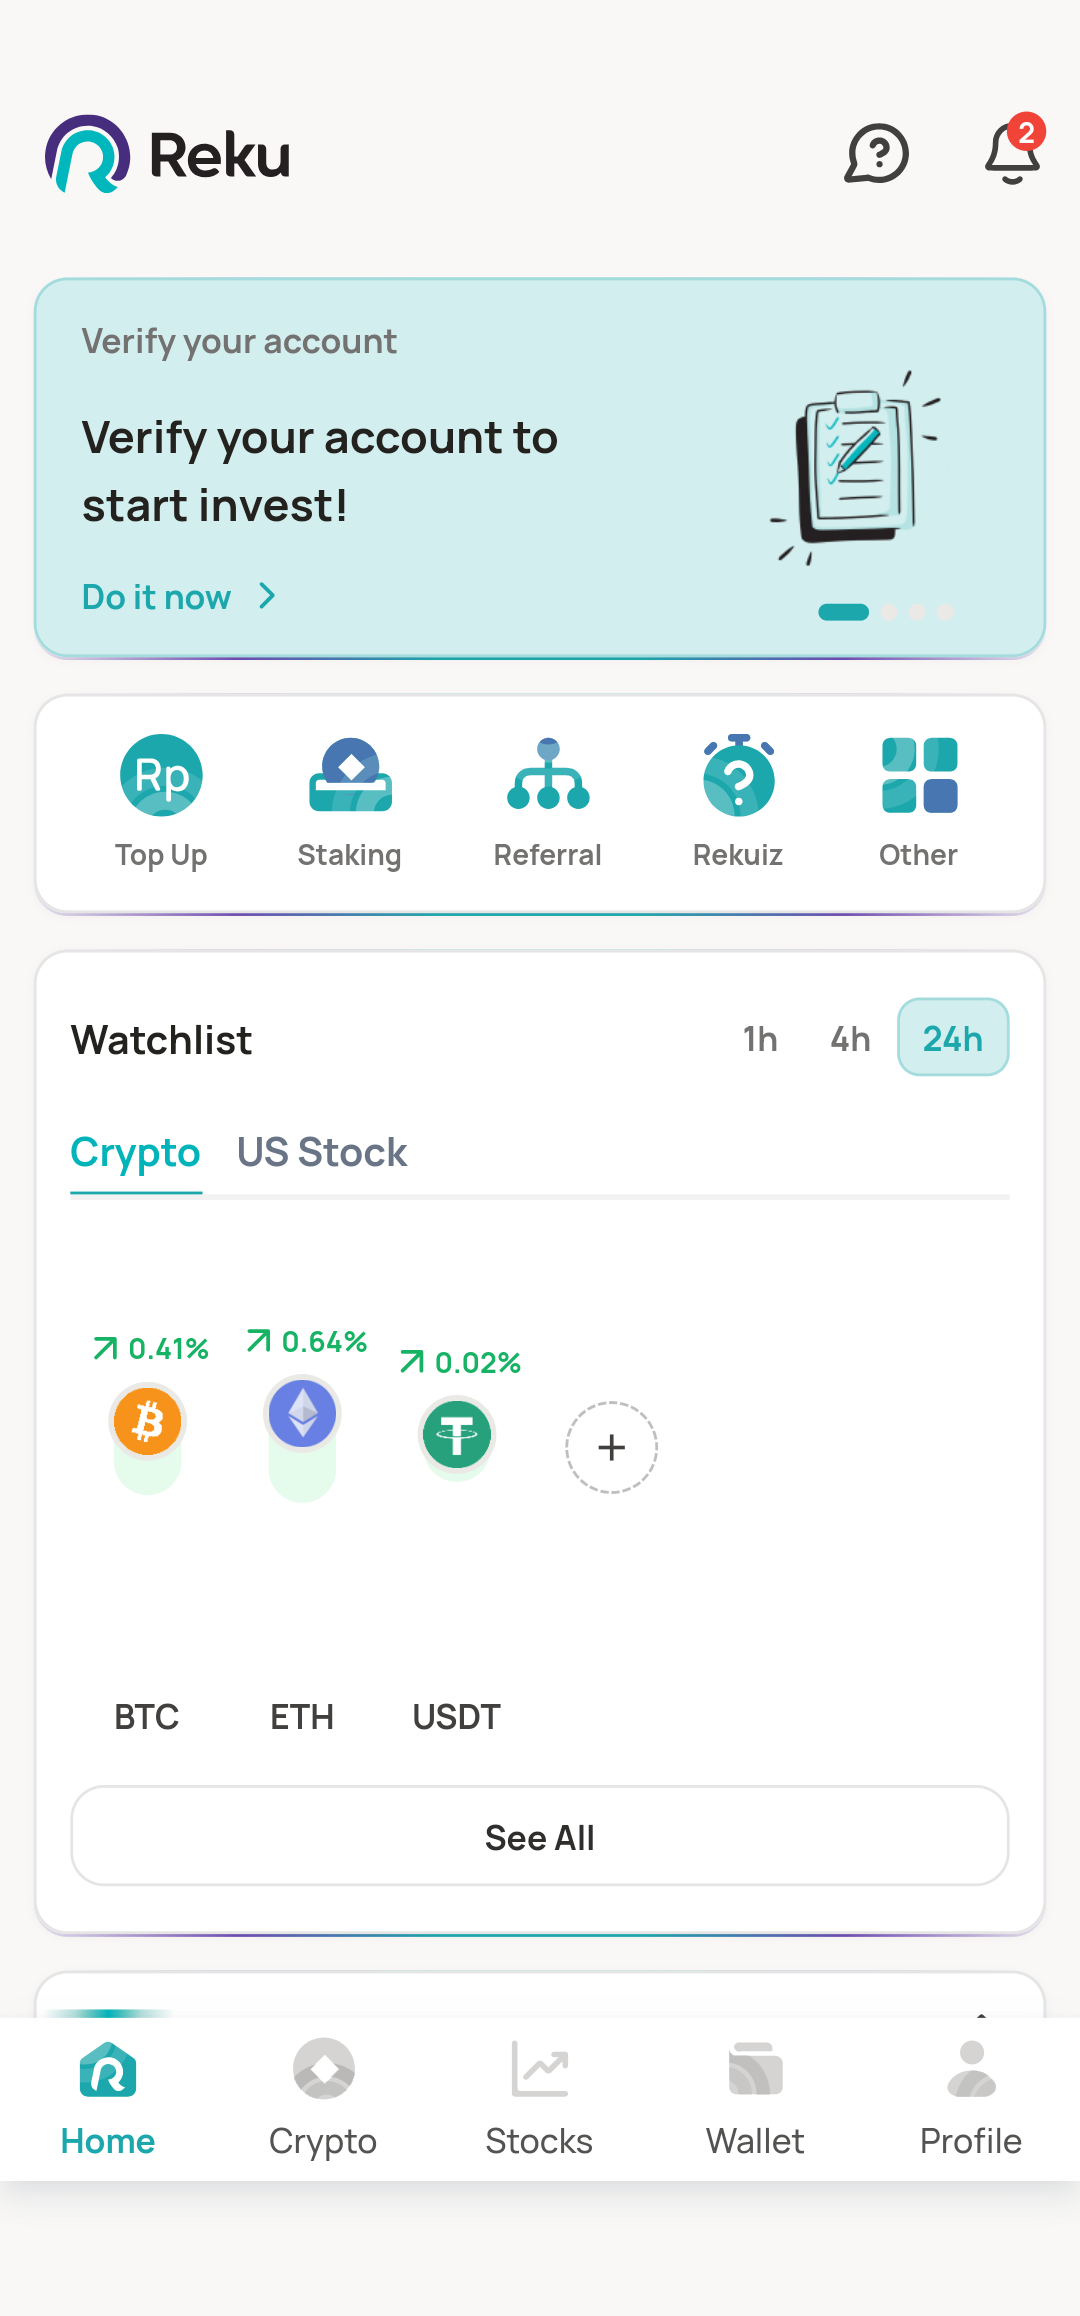 Reku
2
Verify your account
Verify your account to
start invest!
Do it now
Rp
Top Up
Staking
Referral
Rekuiz
Other
Watchlist
1h
4h
24h
Crypto
US Stock
0.41%
0.64%
0.02%
BTC
ETH
USDT
See All
Home
Crypto
Stocks
Wallet
Profile